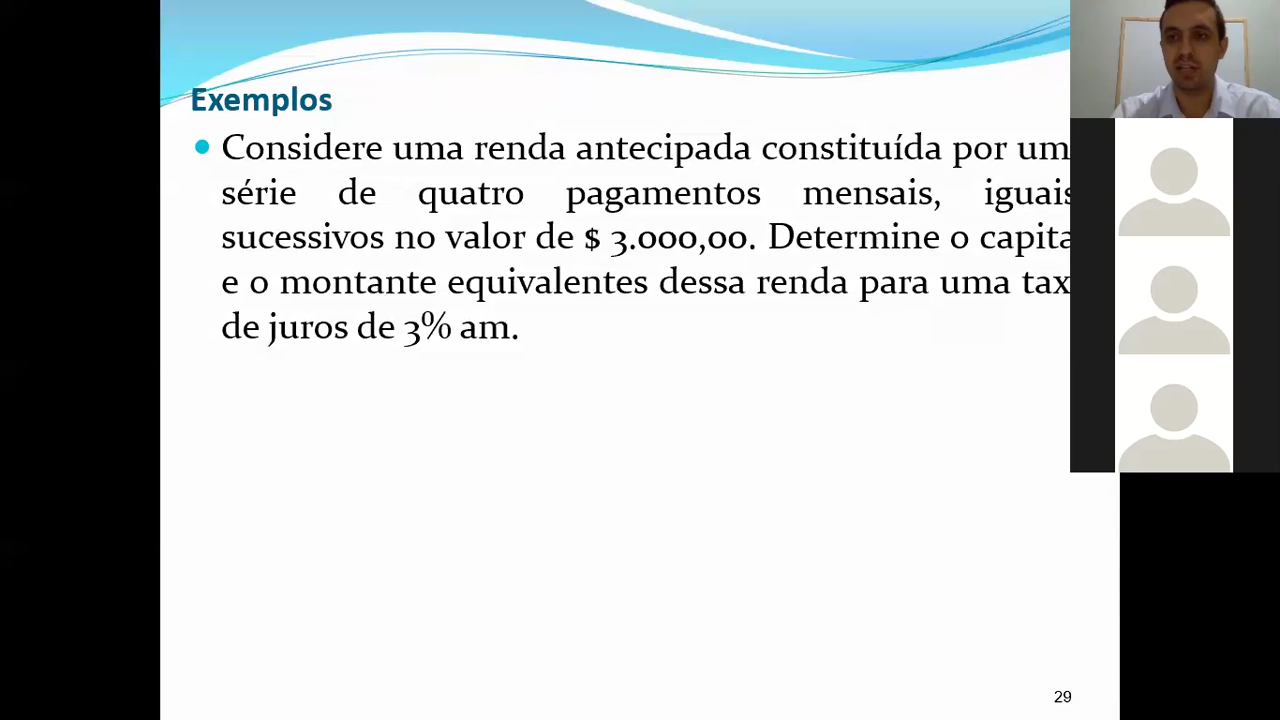 Exemplos
• Considere uma renda antecipada constituída por um
série de quatro pagamentos mensais, iguais
sucessivos no valor de $ 3.000,00. Determine o capita
e o montante equivalentes dessa renda para uma tax
de juros de 3% am.
29